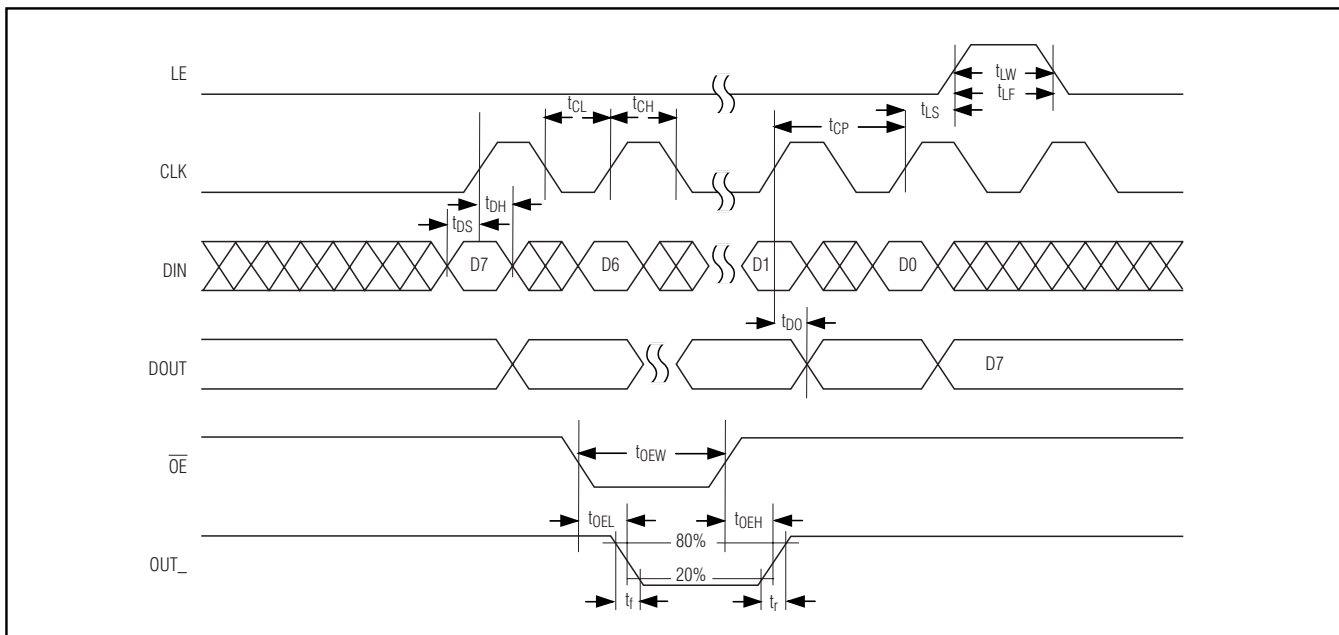 LE
tLW
tLF
tCL
tCH
tLS
tCP
CLK
tDH
tDS
DIN
D7
D6
D1
D0
tDO
DOUT
D7
OE
tOEW
tOEL
tOEH
80%
OUT_
20%
tf
tr